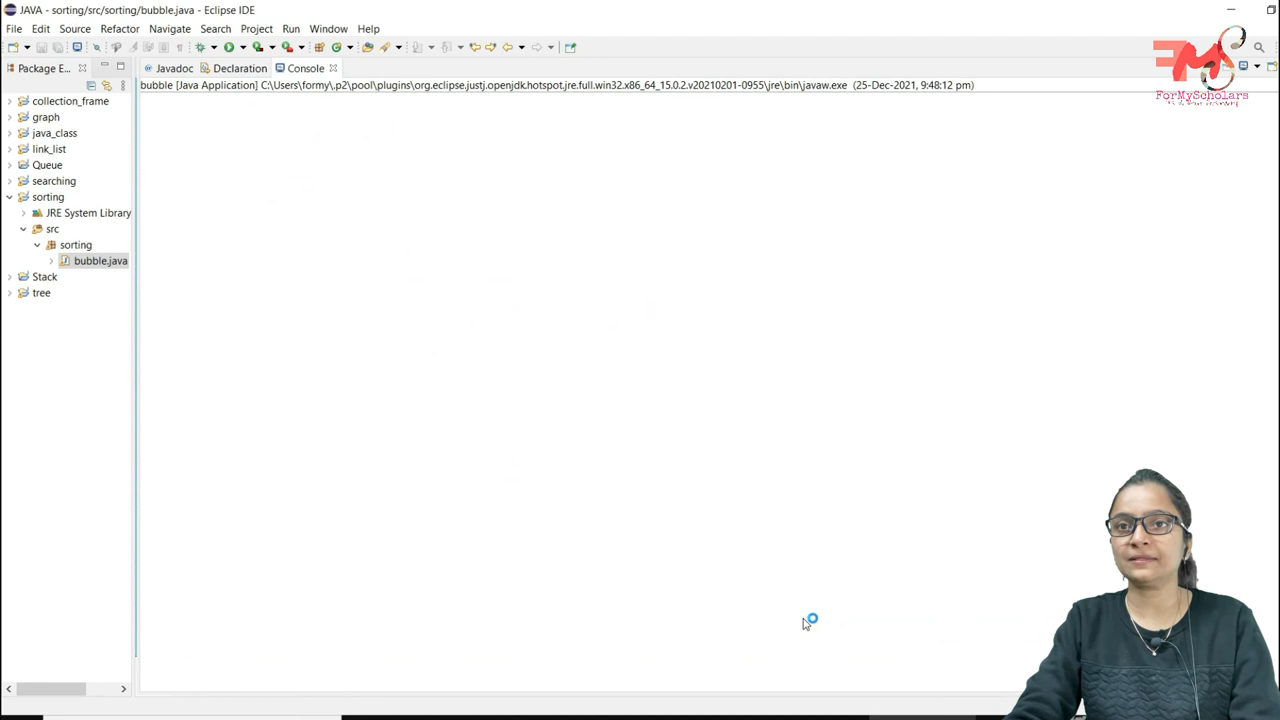 JAVA - sorting/src/sorting/bubble.java - Eclipse IDE
File Edit Source Refactor Navigate Search Project Run Window Help
Package E...
Javadoc Declaration Console
bubble [Java Application] C:\Users\formy\.p2\pool\plugins\org.eclipse.justj.openjdk.hotspot.jre.full.win32.x86_64_15.0.2.v20210201-0955\jre\bin\javaw.exe (25-Dec-2021, 9:48:12 pm)
collection_frame
graph
java_class
link_list
Queue
searching
sorting
JRE System Library
src
sorting
bubble.java
Stack
tree
FMS
ForMyScholars